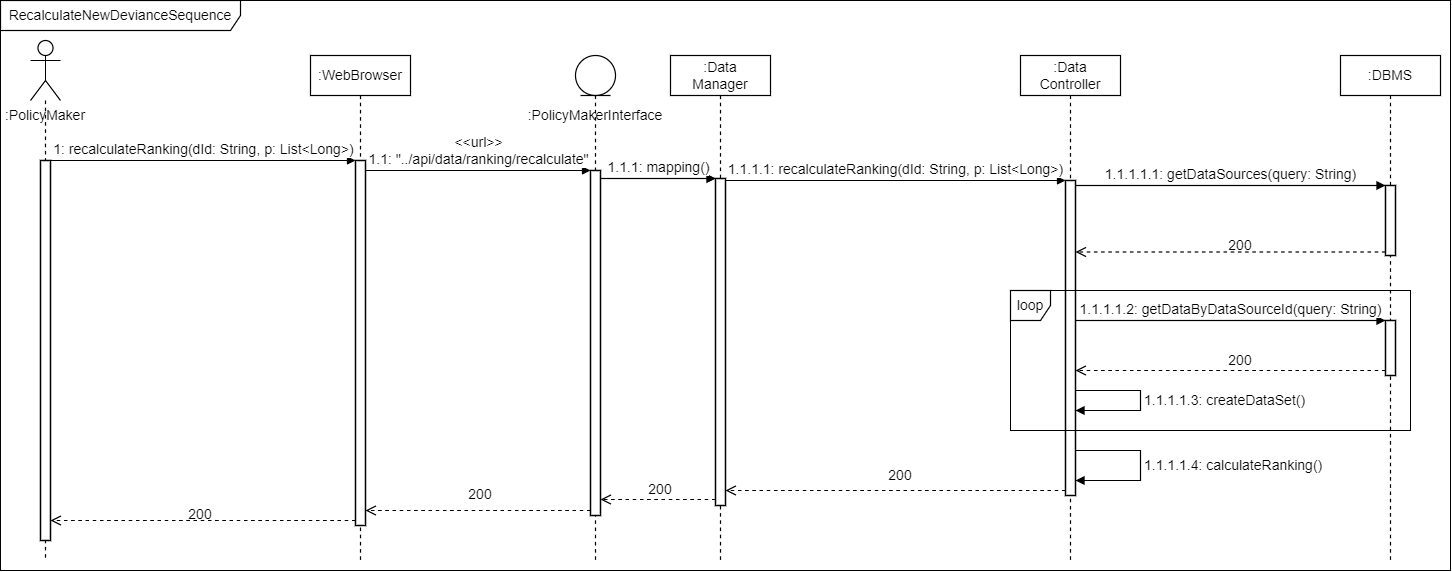 RecalculateNewDevianceSequence
:PolicyMaker
:WebBrowser
:PolicyMakerInterface
:Data
Manager
:Data
Controller
:DBMS
1: recalculateRanking(dId: String, p: List<Long>)
<<url>>
1.1: "../api/data/ranking/recalculate"
1.1.1: mapping()
1.1.1.1: recalculateRanking(dId: String, p: List<Long>)
1.1.1.1.1: getDataSources(query: String)
200
loop
1.1.1.1.2: getDataByDataSourceId(query: String)
200
1.1.1.1.3: createDataSet()
1.1.1.1.4: calculateRanking()
200
200
200
200